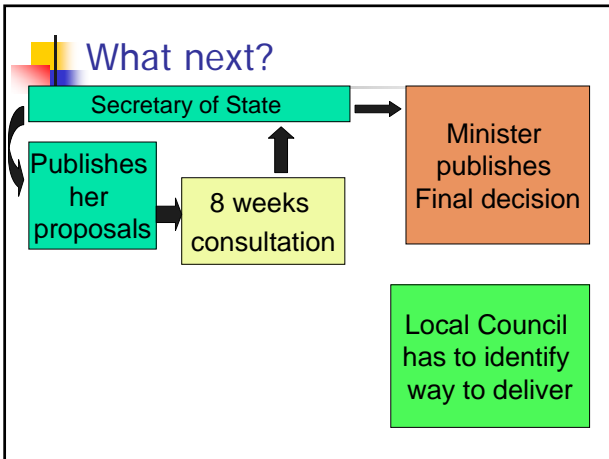 What next?
Secretary of State
Publishes
her
proposals
8 weeks
consultation
Minister
publishes
Final decision
Local Council
has to identify
way to deliver